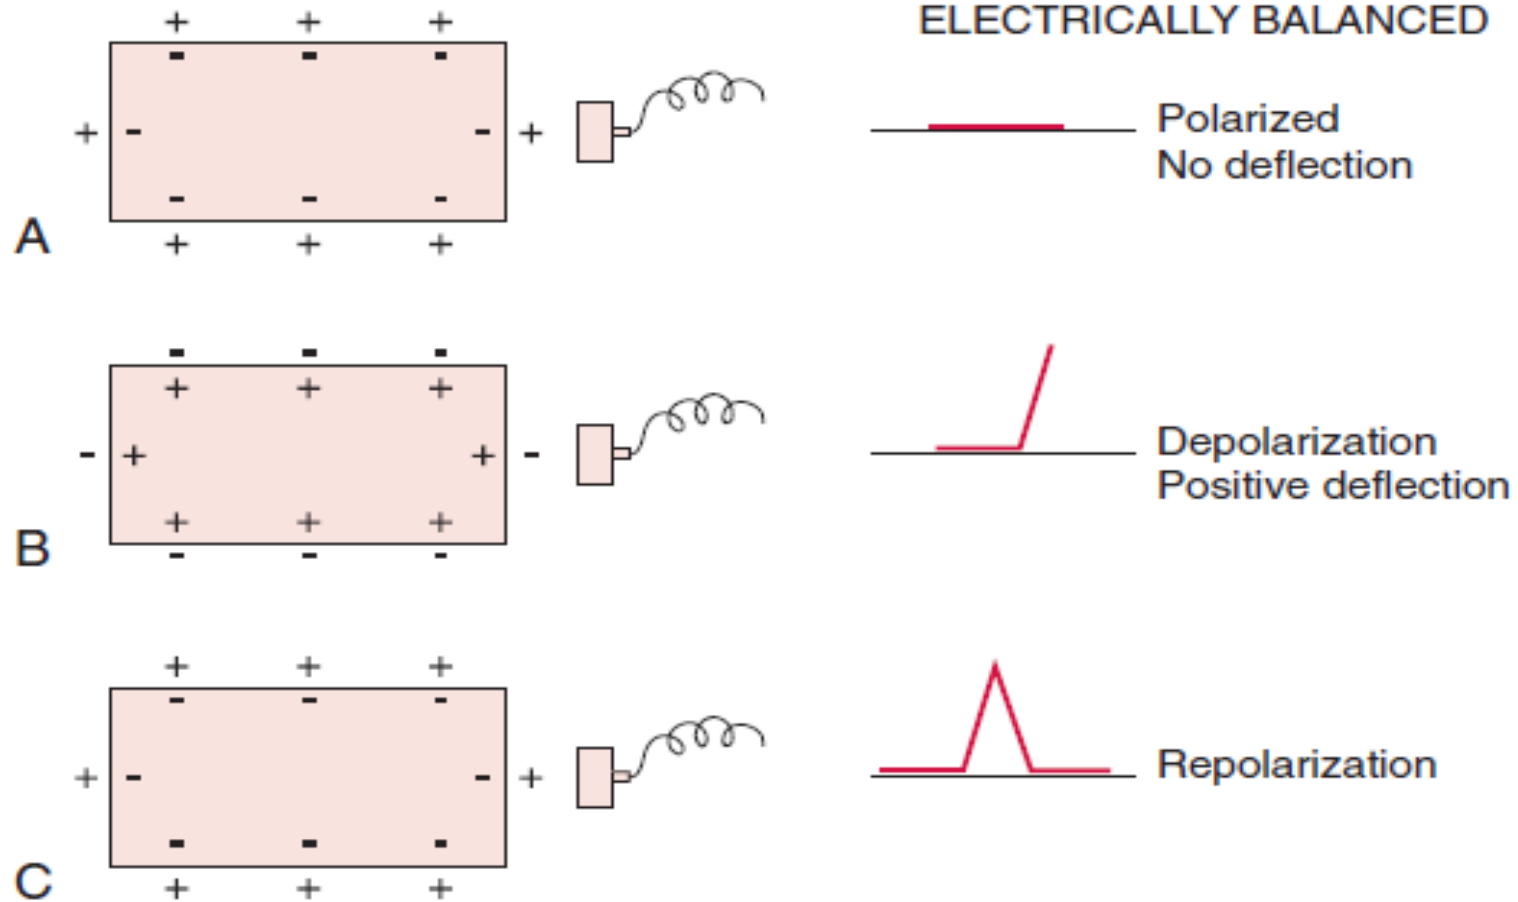 ELECTRICALLY BALANCED
+ + +
- - -
+ - - +
Polarized
No deflection
- - -
A
+ + +
- - -
+ + +
- + + -
Depolarization
Positive deflection
+ + +
B
- - -
+ + +
- - -
+ - - +
Repolarization
- - -
C
+ + +